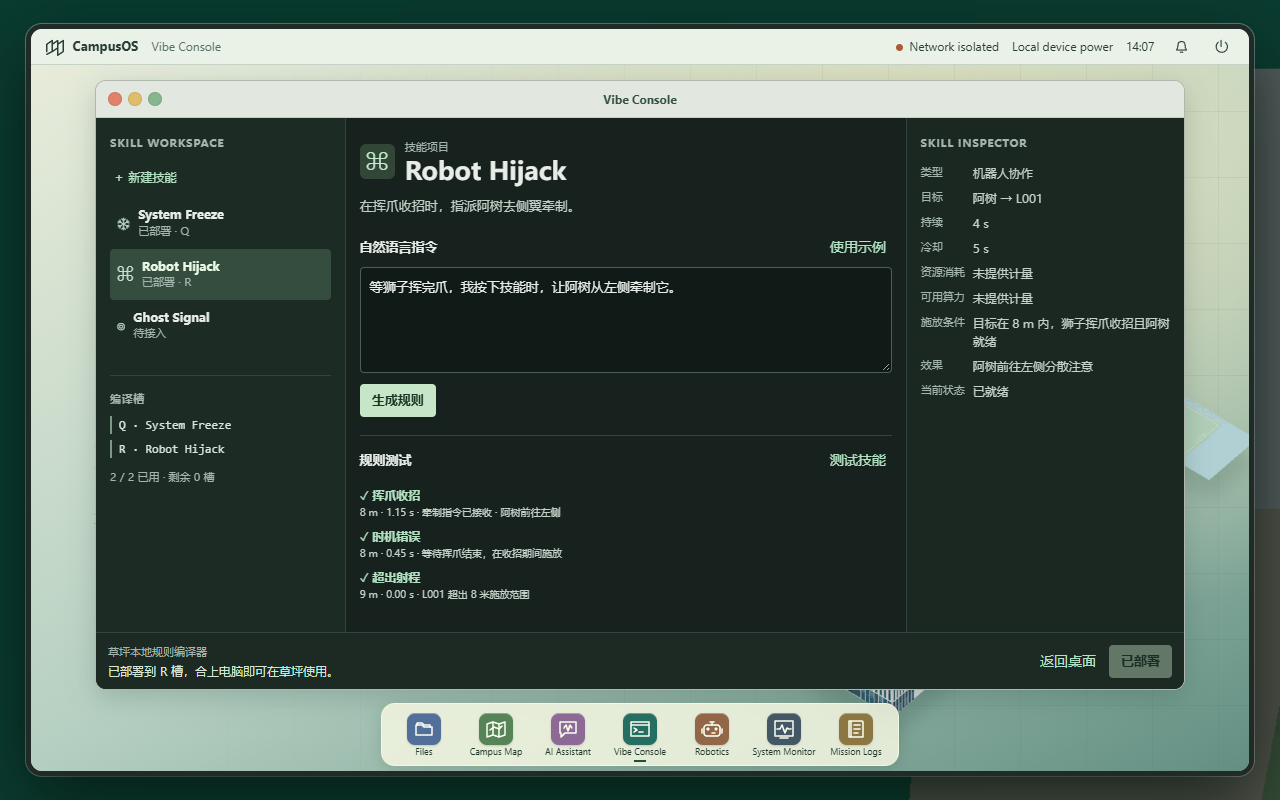 CampusOS Vibe Console
Network isolated Local device power 14:07
Vibe Console
SKILL WORKSPACE
+ 新建技能
System Freeze
已部署 · Q
Robot Hijack
已部署 · R
Ghost Signal
待接入
编译槽
Q · System Freeze
R · Robot Hijack
2 / 2 已用 · 剩余 0 槽
技能项目
Robot Hijack
在挥爪收招时，指派阿树去侧翼牵制。
自然语言指令 使用示例
等狮子挥完爪，我按下技能时，让阿树从左侧牵制它。
生成规则
规则测试 测试技能
✓ 挥爪收招
8 m · 1.15 s · 牵制指令已接收 · 阿树前往左侧
✓ 时机错误
8 m · 0.45 s · 等待挥爪结束，在收招期间施放
✓ 超出射程
9 m · 0.00 s · L001 超出 8 米施放范围
SKILL INSPECTOR
类型 机器人协作
目标 阿树 → L001
持续 4 s
冷却 5 s
资源消耗 未提供计量
可用算力 未提供计量
施放条件 目标在 8 m 内，狮子挥爪收招且阿树
就绪
效果 阿树前往左侧分散注意
当前状态 已就绪
草坪本地规则编译器
已部署到 R 槽，合上电脑即可在草坪使用。
返回桌面 已部署
Files Campus Map AI Assistant Vibe Console Robotics System Monitor Mission Logs